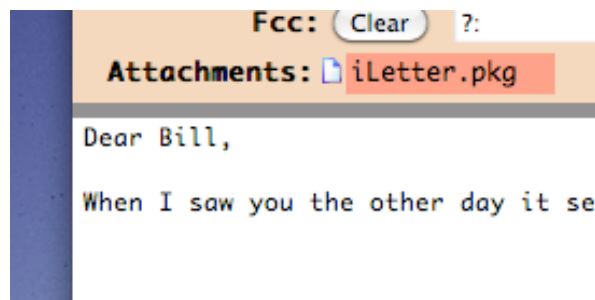 Fcc: Clear ?:
Attachments: iLetter.pkg
Dear Bill,
When I saw you the other day it se